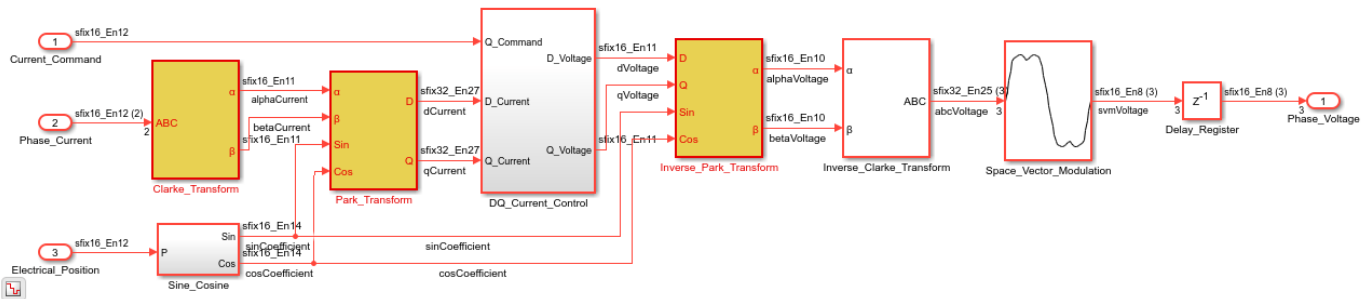 sfix16_En12
1
Current_Command
sfix16_En12 (2)
2
Phase_Current
2
ABC
α
β
Clarke_Transform
sfix16_En11
alphaCurrent
betaCurrent
sfix16_En11
α
β
Sin
Cos
D
Q
Park_Transform
sfix32_En27
dCurrent
sfix32_En27
qCurrent
Q_Command
D_Current
Q_Current
D_Voltage
Q_Voltage
DQ_Current_Control
sfix16_En11
dVoltage
qVoltage
sfix16_En11
D
Q
Sin
Cos
α
β
Inverse_Park_Transform
sfix16_En10
alphaVoltage
sfix16_En10
betaVoltage
α
β
ABC
Inverse_Clarke_Transform
sfix32_En25 (3)
abcVoltage
3
Space_Vector_Modulation
sfix16_En8 (3)
svmVoltage
3
z-1
Delay_Register
sfix16_En8 (3)
3
1
Phase_Voltage
sfix16_En12
3
Electrical_Position
P
Sin
Cos
Sine_Cosine
sfix16_En14
sinCoefficient
sfix16_En14
cosCoefficient
sinCoefficient
cosCoefficient